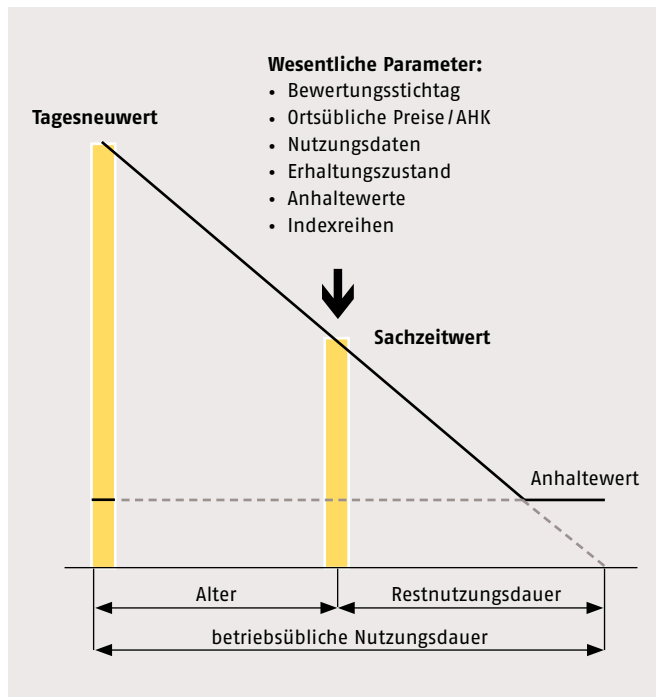 Wesentliche Parameter:
• Bewertungsstichtag
• Ortsübliche Preise/AHK
• Nutzungsdaten
• Erhaltungszustand
• Anhaltewerte
• Indexreihen
Tagesneuwert
Sachzeitwert
Anhaltewert
Alter
Restnutzungsdauer
betriebsübliche Nutzungsdauer